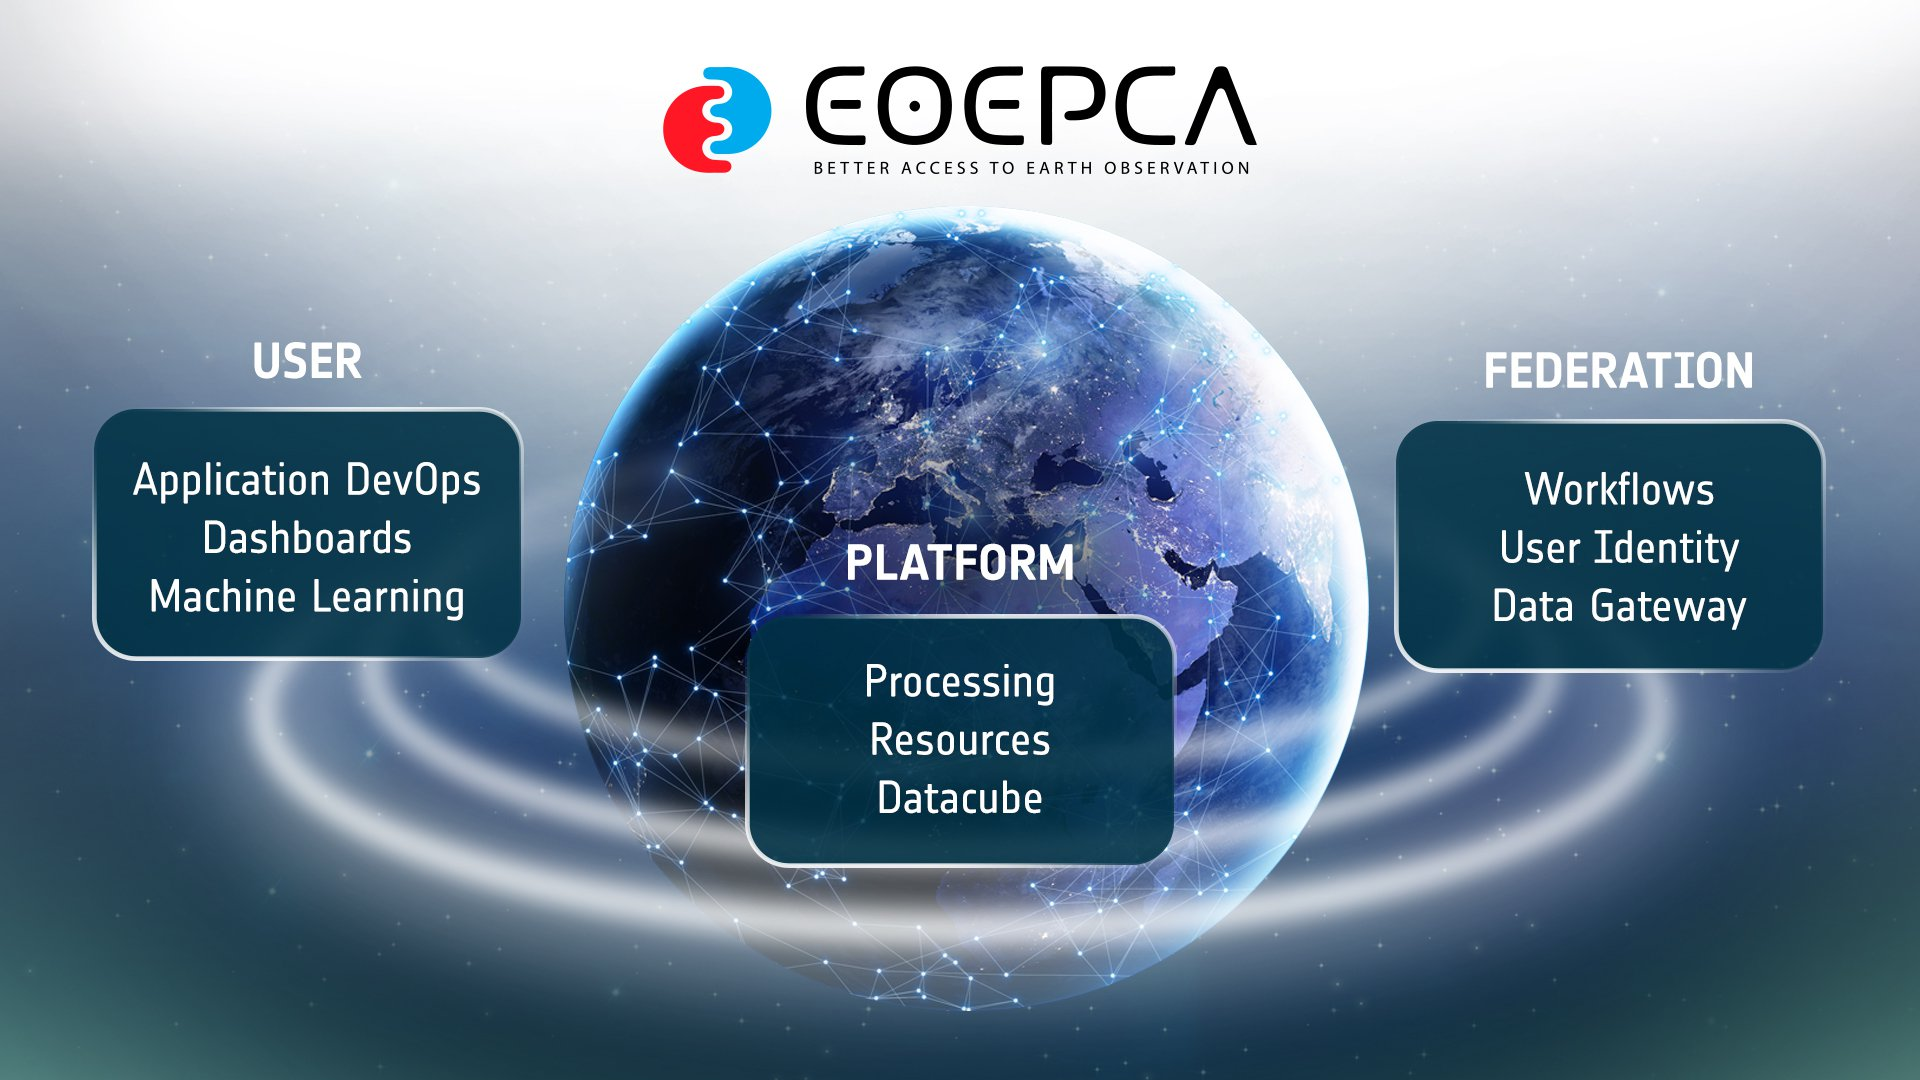 EOEPCA
BETTER ACCESS TO EARTH OBSERVATION
USER
Application DevOps
Dashboards
Machine Learning
PLATFORM
Processing
Resources
Datacube
FEDERATION
Workflows
User Identity
Data Gateway